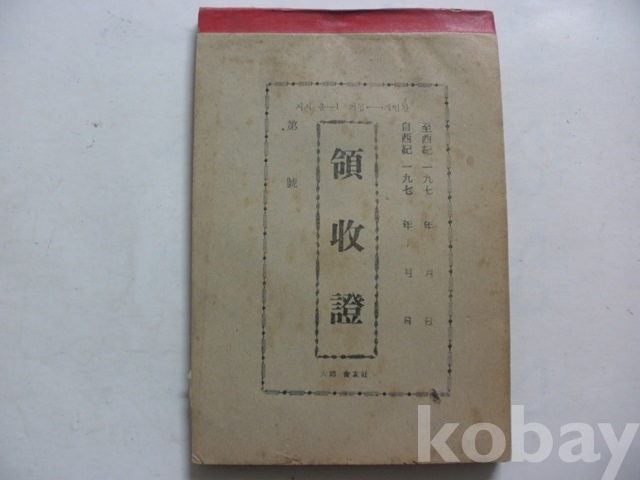 至西紀一九七 年 月 日
自西紀一九七 年 月 日
領收證
第 號
kobay